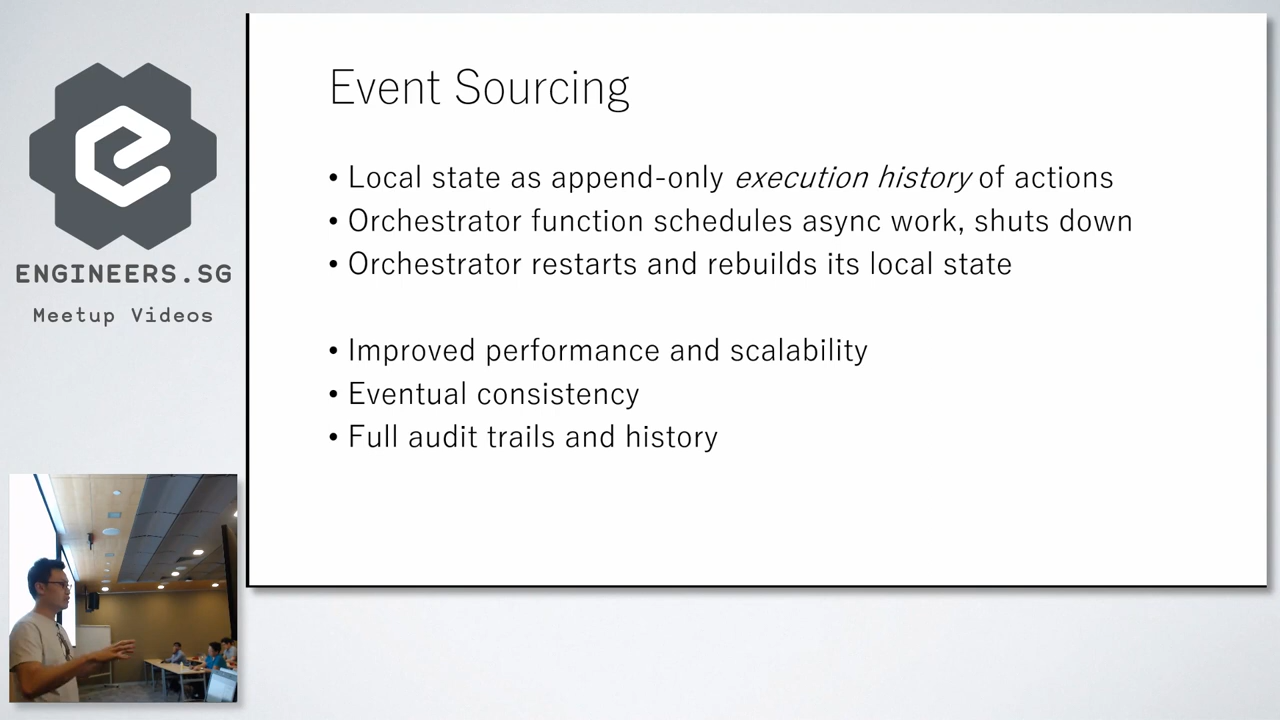 ENGINEERS.SG
Meetup Videos
Event Sourcing
• Local state as append-only execution history of actions
• Orchestrator function schedules async work, shuts down
• Orchestrator restarts and rebuilds its local state
• Improved performance and scalability
• Eventual consistency
• Full audit trails and history